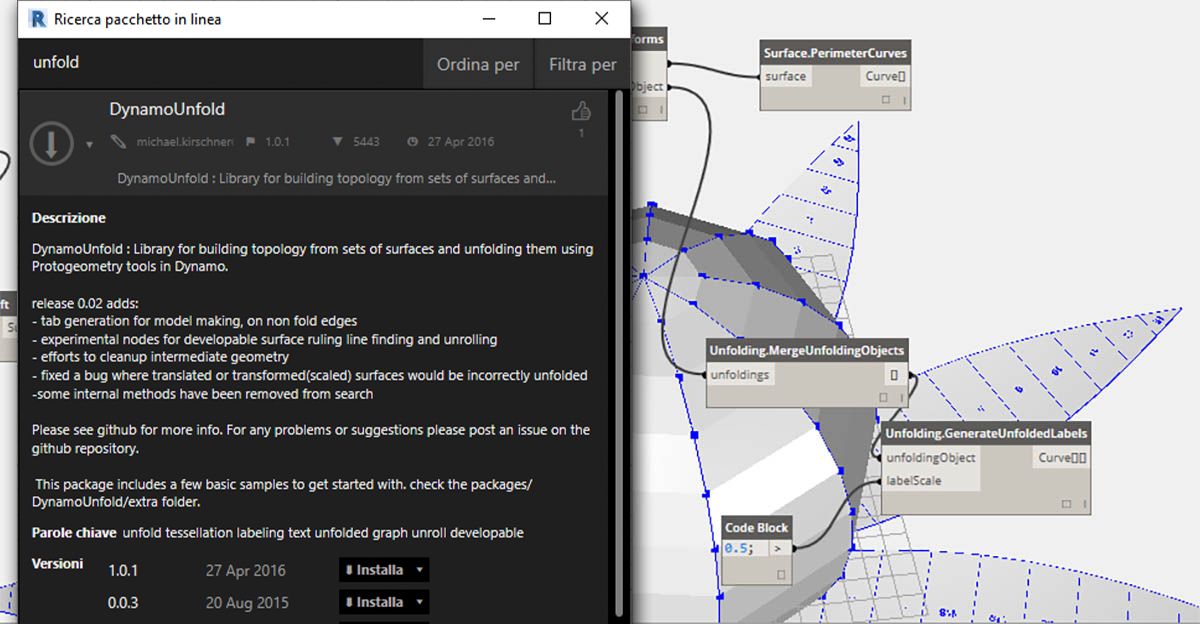 R Ricerca pacchetto in linea
unfold
Ordina per
Filtra per
DynamoUnfold
1.0.1
5443
27 Apr 2016
1
DynamoUnfold : Library for building topology from sets of surfaces and...
Descrizione
DynamoUnfold : Library for building topology from sets of surfaces and unfolding them using
Protogeometry tools in Dynamo.
release 0.02 adds:
- tab generation for model making, on non fold edges
- experimental nodes for developable surface ruling line finding and unrolling
- efforts to cleanup intermediate geometry
- fixed a bug where translated or transformed(scaled) surfaces would be incorrectly unfolded
-some internal methods have been removed from search
Please see github for more info. For any problems or suggestions please post an issue on the
github repository.
This package includes a few basic samples to get started with. check the packages/
DynamoUnfold/extra folder.
Parole chiave unfold tessellation labeling text unfolded graph unroll developable
Versioni
1.0.1 27 Apr 2016 Installa
0.0.3 20 Aug 2015 Installa
Surface.PerimeterCurves
surface
Curve[]
Unfolding.MergeUnfoldingObjects
unfoldings
[]
Unfolding.GenerateUnfoldedLabels
unfoldingObject
Curve[][]
labelScale
Code Block
0.5;
>